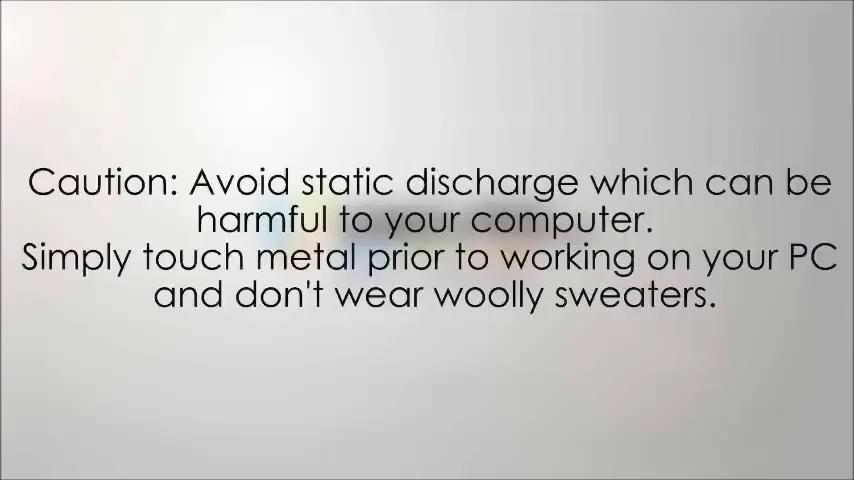 Caution: Avoid static discharge which can be
harmful to your computer.
Simply touch metal prior to working on your PC
and don't wear woolly sweaters.